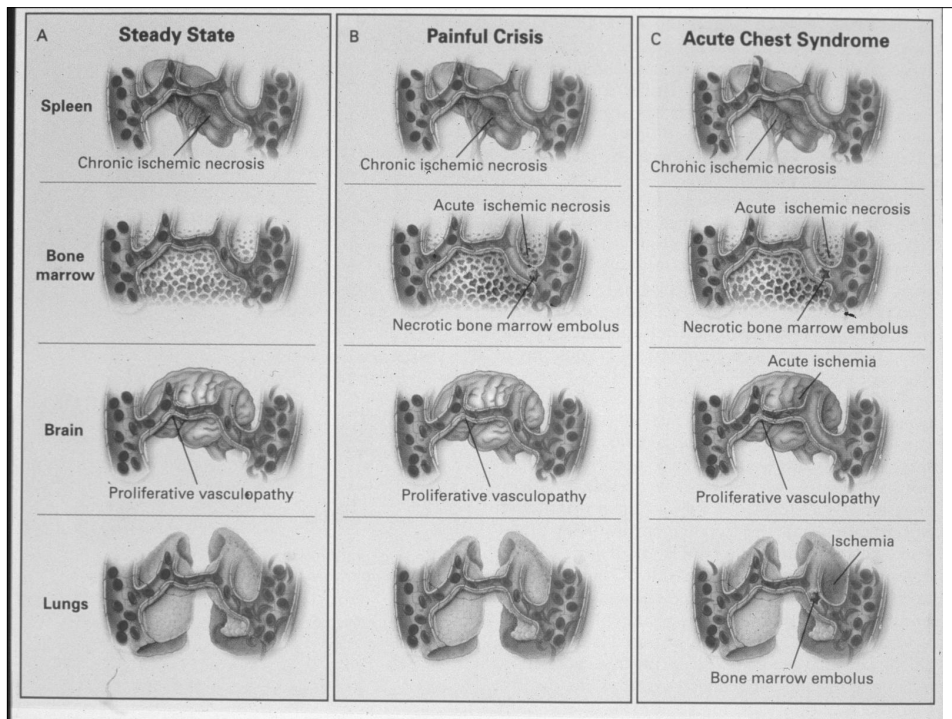 A Steady State
B Painful Crisis
C Acute Chest Syndrome
Spleen
Chronic ischemic necrosis
Chronic ischemic necrosis
Chronic ischemic necrosis
Bone
marrow
Acute ischemic necrosis
Necrotic bone marrow embolus
Acute ischemic necrosis
Necrotic bone marrow embolus
Brain
Proliferative vasculopathy
Proliferative vasculopathy
Acute ischemia
Proliferative vasculopathy
Lungs
Ischemia
Bone marrow embolus